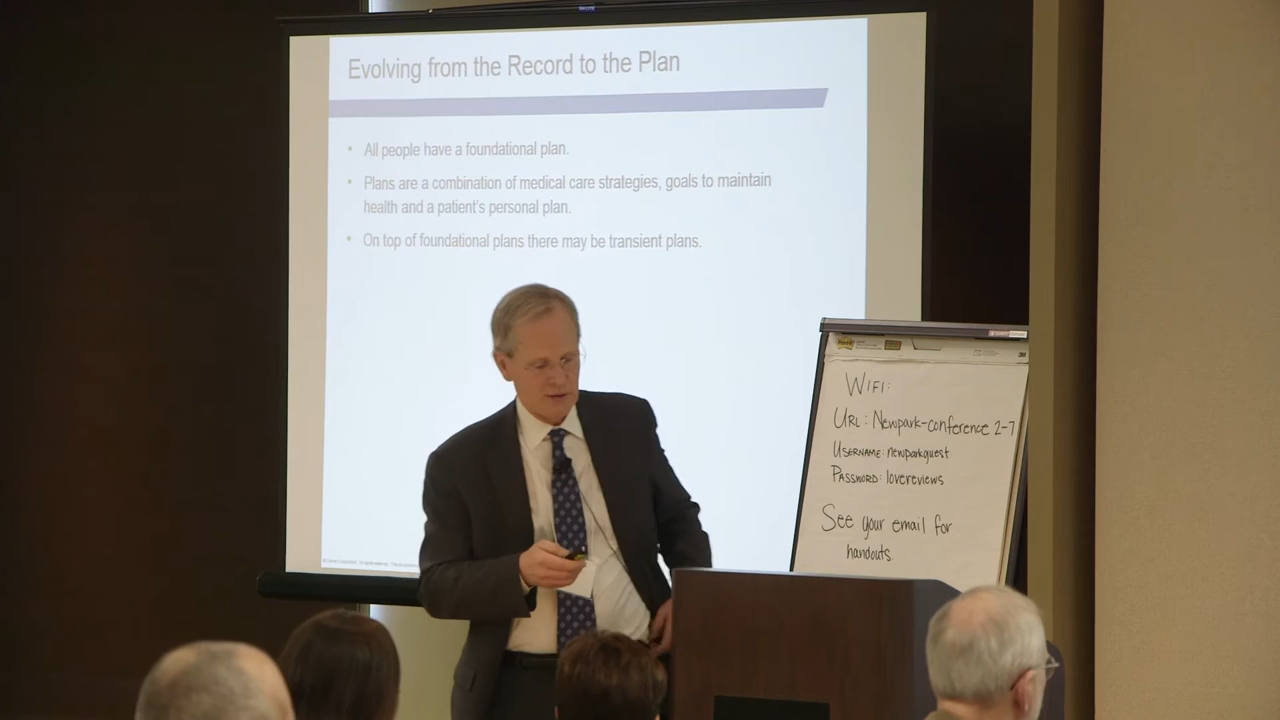 Evolving from the Record to the Plan
• All people have a foundational plan.
• Plans are a combination of medical care strategies, goals to maintain
health and a patient's personal plan.
• On top of foundational plans there may be transient plans.
WIFI:
URL: Newpark-conference 2-7
USERNAME: newparkguest
PASSWORD: lovereviews
See your email for
handouts.